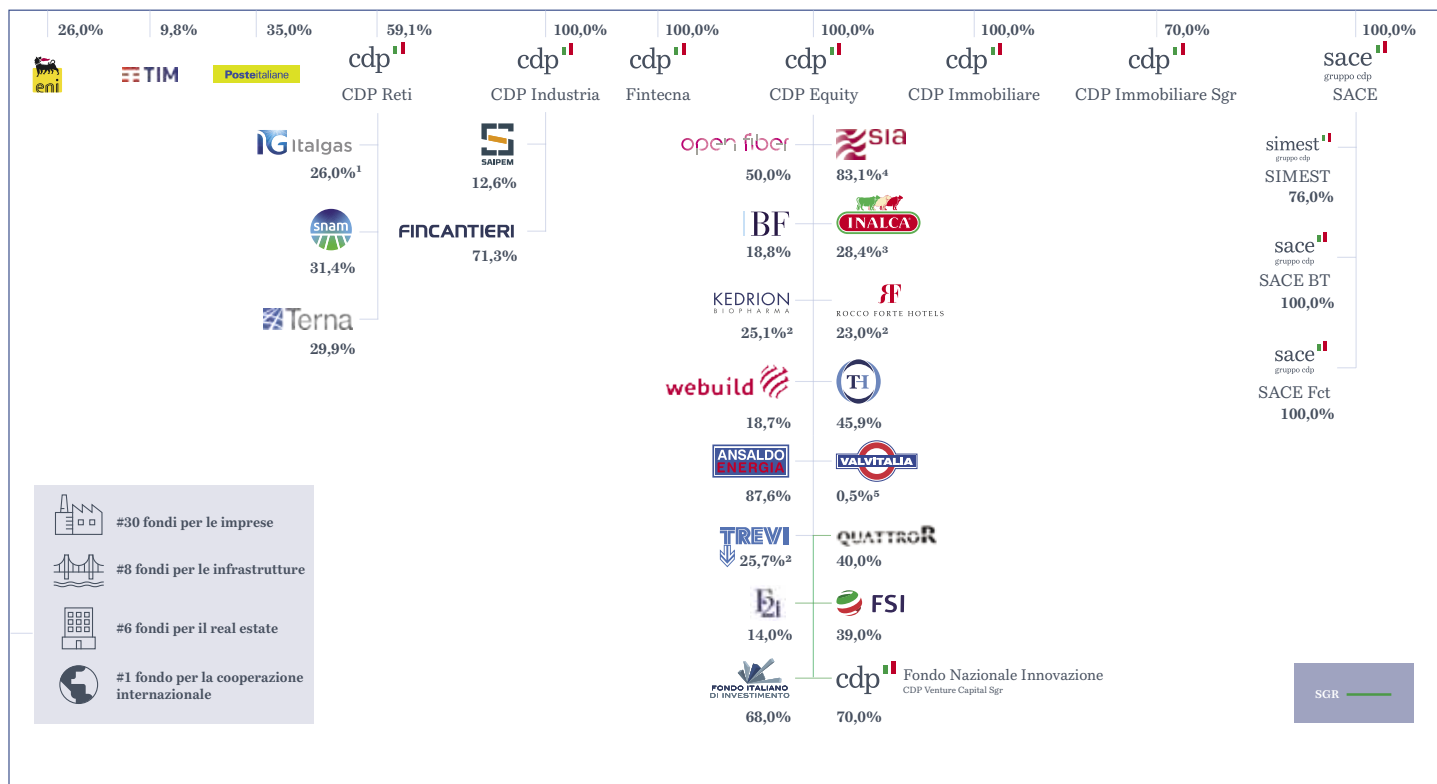 26,0% 9,8% 35,0% 59,1% 100,0% 100,0% 100,0% 100,0% 70,0% 100,0%
eni TIM Posteitaliane cdp cdp cdp cdp cdp cdp sace
gruppo cdp
CDP Reti CDP Industria Fintecna CDP Equity CDP Immobiliare CDP Immobiliare Sgr SACE
Italgas
26,0%¹
snam
31,4%
Terna
29,9%
SAIPEM
12,6%
FINCANTIERI
71,3%
open fiber sia
50,0% 83,1%⁴
BF INALCA
18,8% 28,4%³
KEDRION
BIOPHARMA ROCCO FORTE HOTELS
25,1%² 23,0%²
webuild TH
18,7% 45,9%
ANSALDO
ENERGIA VALVITALIA
87,6% 0,5%⁵
TREVI QUATTROR
25,7%² 40,0%
F2i FSI
14,0% 39,0%
FONDO ITALIANO
DI INVESTIMENTO cdp Fondo Nazionale Innovazione
CDP Venture Capital Sgr
68,0% 70,0%
simest
gruppo cdp
SIMEST
76,0%
sace
gruppo cdp
SACE BT
100,0%
sace
gruppo cdp
SACE Fct
100,0%
#30 fondi per le imprese
#8 fondi per le infrastrutture
#6 fondi per il real estate
#1 fondo per la cooperazione
internazionale
SGR